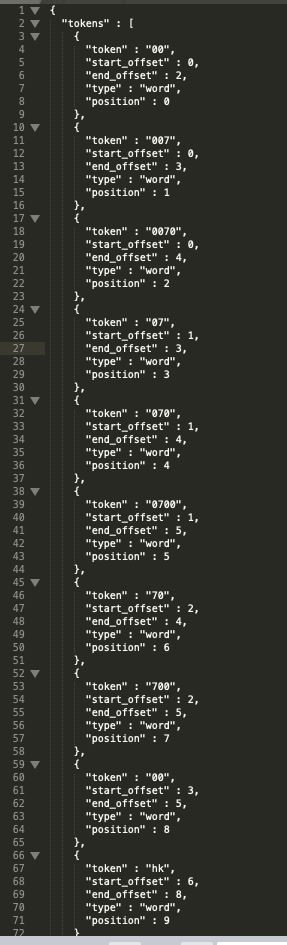 1 {
2 "tokens" : [
3 {
4 "token" : "00",
5 "start_offset" : 0,
6 "end_offset" : 2,
7 "type" : "word",
8 "position" : 0
9 },
10 {
11 "token" : "007",
12 "start_offset" : 0,
13 "end_offset" : 3,
14 "type" : "word",
15 "position" : 1
16 },
17 {
18 "token" : "0070",
19 "start_offset" : 0,
20 "end_offset" : 4,
21 "type" : "word",
22 "position" : 2
23 },
24 {
25 "token" : "07",
26 "start_offset" : 1,
27 "end_offset" : 3,
28 "type" : "word",
29 "position" : 3
30 },
31 {
32 "token" : "070",
33 "start_offset" : 1,
34 "end_offset" : 4,
35 "type" : "word",
36 "position" : 4
37 },
38 {
39 "token" : "0700",
40 "start_offset" : 1,
41 "end_offset" : 5,
42 "type" : "word",
43 "position" : 5
44 },
45 {
46 "token" : "70",
47 "start_offset" : 2,
48 "end_offset" : 4,
49 "type" : "word",
50 "position" : 6
51 },
52 {
53 "token" : "700",
54 "start_offset" : 2,
55 "end_offset" : 5,
56 "type" : "word",
57 "position" : 7
58 },
59 {
60 "token" : "00",
61 "start_offset" : 3,
62 "end_offset" : 5,
63 "type" : "word",
64 "position" : 8
65 },
66 {
67 "token" : "hk",
68 "start_offset" : 6,
69 "end_offset" : 8,
70 "type" : "word",
71 "position" : 9
72 }